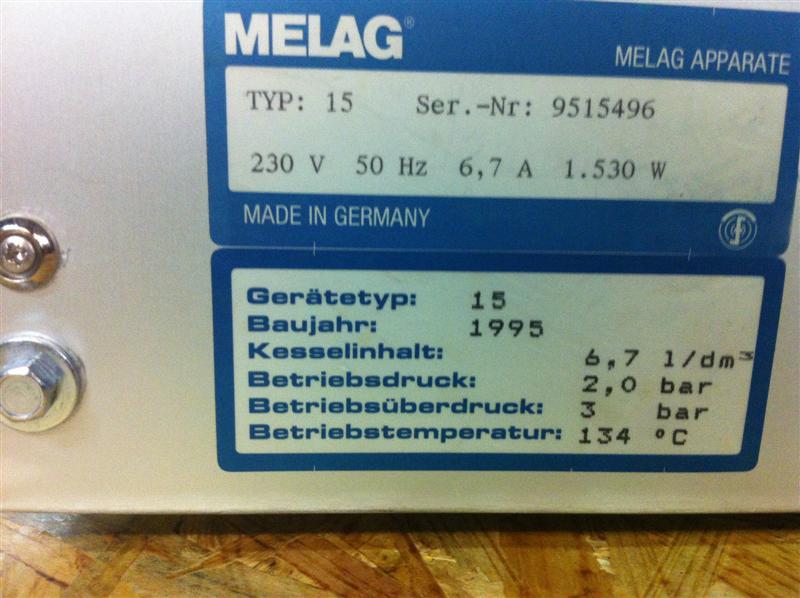 MELAG®
MELAG APPARATE
TYP: 15 Ser.-Nr: 9515496
230 V 50 Hz 6,7 A 1.530 W
MADE IN GERMANY
Gerätetyp: 15
Baujahr: 1995
Kesselinhalt: 6,7 l/dm³
Betriebsdruck: 2,0 bar
Betriebsüberdruck: 3 bar
Betriebstemperatur: 134 °C